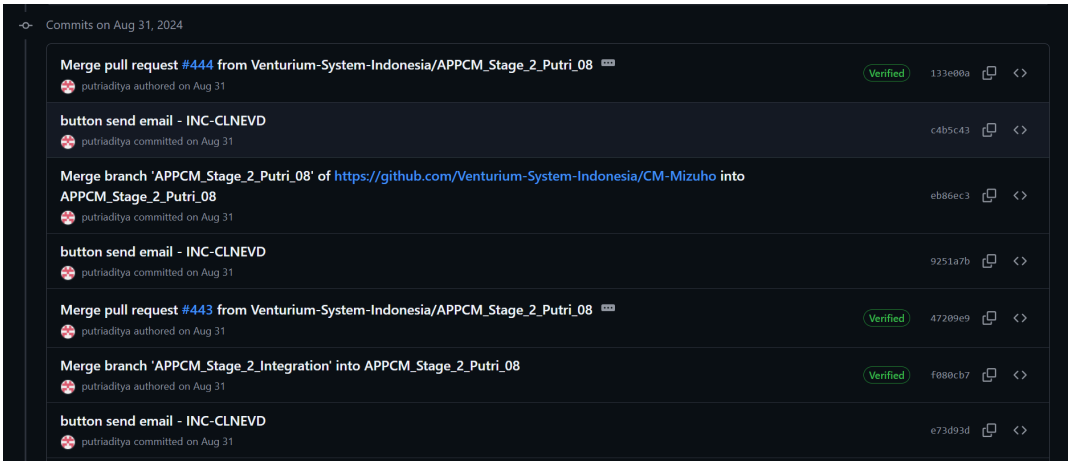 Commits on Aug 31, 2024
Merge pull request #444 from Venturium-System-Indonesia/APPCM_Stage_2_Putri_08
putriaditya authored on Aug 31
Verified
133e00a
button send email - INC-CLNEVD
putriaditya committed on Aug 31
c4b5c43
Merge branch 'APPCM_Stage_2_Putri_08' of https://github.com/Venturium-System-Indonesia/CM-Mizuho into
APPCM_Stage_2_Putri_08
putriaditya committed on Aug 31
eb86ec3
button send email - INC-CLNEVD
putriaditya committed on Aug 31
9251a7b
Merge pull request #443 from Venturium-System-Indonesia/APPCM_Stage_2_Putri_08
putriaditya authored on Aug 31
Verified
47209e9
Merge branch 'APPCM_Stage_2_Integration' into APPCM_Stage_2_Putri_08
putriaditya authored on Aug 31
Verified
f080cb7
button send email - INC-CLNEVD
putriaditya committed on Aug 31
e73d93d